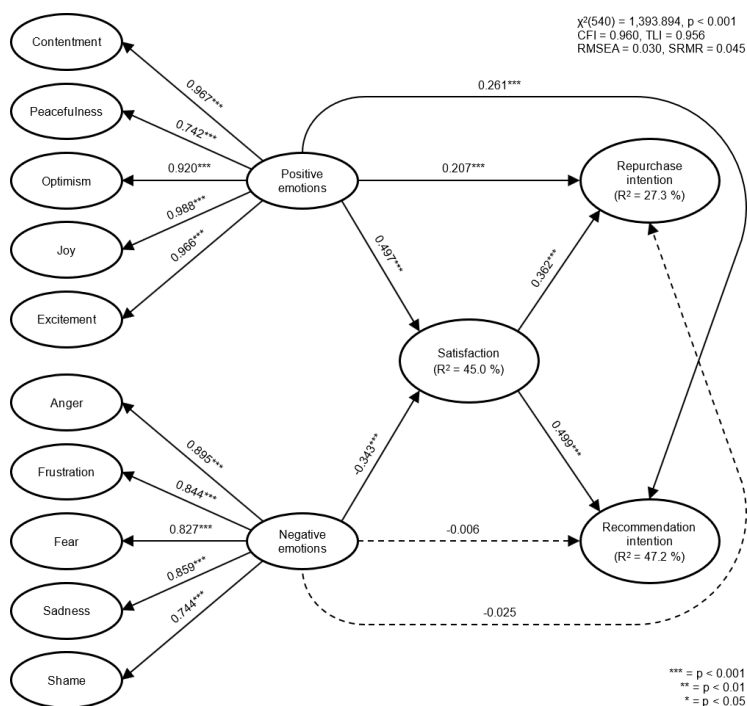 χ²(540) = 1,393.894, p < 0.001
CFI = 0.960, TLI = 0.956
RMSEA = 0.030, SRMR = 0.045
Contentment
Peacefulness
Optimism
Joy
Excitement
0.967***
0.742***
0.920***
0.988***
0.966***
Positive
emotions
0.261***
0.207***
Repurchase
intention
(R² = 27.3 %)
0.497***
0.362***
Satisfaction
(R² = 45.0 %)
-0.343***
0.499***
Anger
Frustration
Fear
Sadness
Shame
0.895***
0.844***
0.827***
0.859***
0.744***
Negative
emotions
-0.006
Recommendation
intention
(R² = 47.2 %)
-0.025
*** = p < 0.001
** = p < 0.01
* = p < 0.05